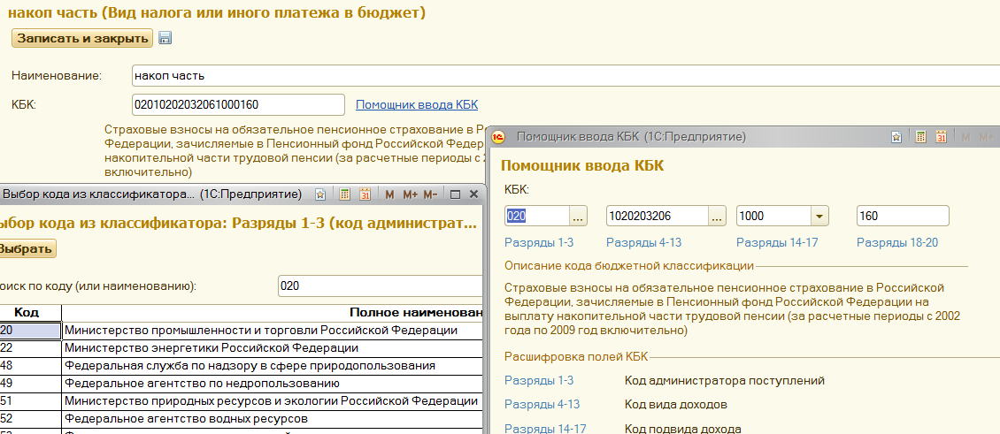 накоп часть (Вид налога или иного платежа в бюджет)
Записать и закрыть
Наименование: накоп часть
КБК: 02010202032061000160 Помощник ввода КБК
Страховые взносы на обязательное пенсионное страхование в
Федерации, зачисляемые в Пенсионный фонд Российской
накопительной части трудовой пенсии (за расчетные периоды с
включительно)
Выбор кода из классификатора... (1С:Предприятие) 31 M M+ M-
ыбор кода из классификатора: Разряды 1-3 (код администрат...
Выбрать
оиск по коду (или наименованию): 020
Код Полное наименован
20 Министерство промышленности и торговли Российской Федерации
22 Министерство энергетики Российской Федерации
48 Федеральная служба по надзору в сфере природопользования
49 Федеральное агентство по недропользованию
51 Министерство природных ресурсов и экологии Российской Федерации
52 Федеральное агентство водных ресурсов
1С Помощник ввода КБК (1С:Предприятие) 31 M M+
Помощник ввода КБК
КБК:
020 ... 1020203206 ... 1000 160
Разряды 1-3 Разряды 4-13 Разряды 14-17 Разряды 18-20
Описание кода бюджетной классификации
Страховые взносы на обязательное пенсионное страхование в Российской
Федерации, зачисляемые в Пенсионный фонд Российской Федерации на
выплату накопительной части трудовой пенсии (за расчетные периоды с 2002
года по 2009 год включительно)
Расшифровка полей КБК
Разряды 1-3 Код администратора поступлений
Разряды 4-13 Код вида доходов
Разряды 14-17 Код подвида дохода